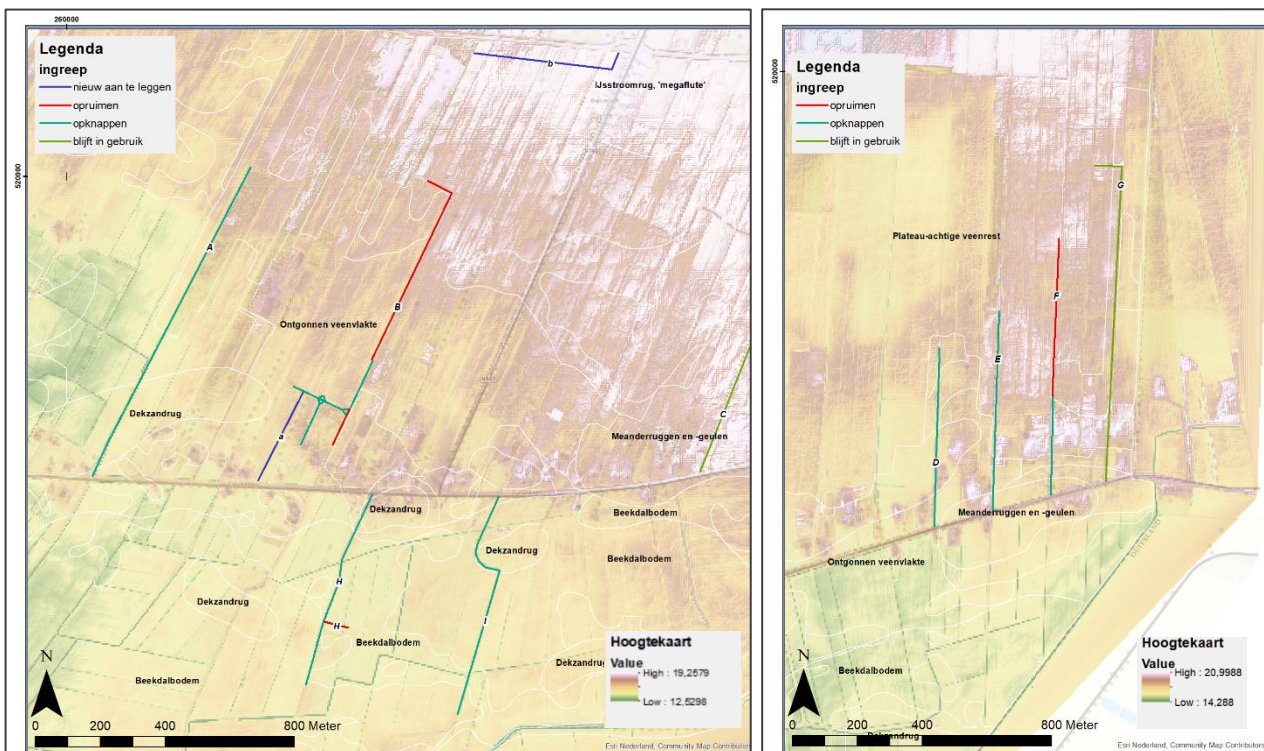 260000
520000
Legenda
ingreep
nieuw aan te leggen
opruimen
opknappen
blijft in gebruik
b
IJsstroomrug, 'megaflute'
A
B
Ontgonnen veenvlakte
Dekzandrug
a
C
Meanderruggen en -geulen
Dekzandrug
Beekdalbodem
Dekzandrug
Beekdalbodem
H
Dekzandrug
H
I
Beekdalbodem
Dekzandrug
Beekdalbodem
Hoogtekaart
Value
High : 19,2579
Low : 12,5298
N
0 200 400 800 Meter
Esri Nederland, Community Map Contributors
520000
Legenda
ingreep
opruimen
opknappen
blijft in gebruik
G
Plateau-achtige veenrest
F
E
D
Meanderruggen en -geulen
DUITSLAND
Ontgonnen veenvlakte
Beekdalbodem
Hoogtekaart
Value
High : 20,9988
Low : 14,288
N
0 200 400 800 Meter
Dekzandrug
Esri Nederland, Community Map Contributors